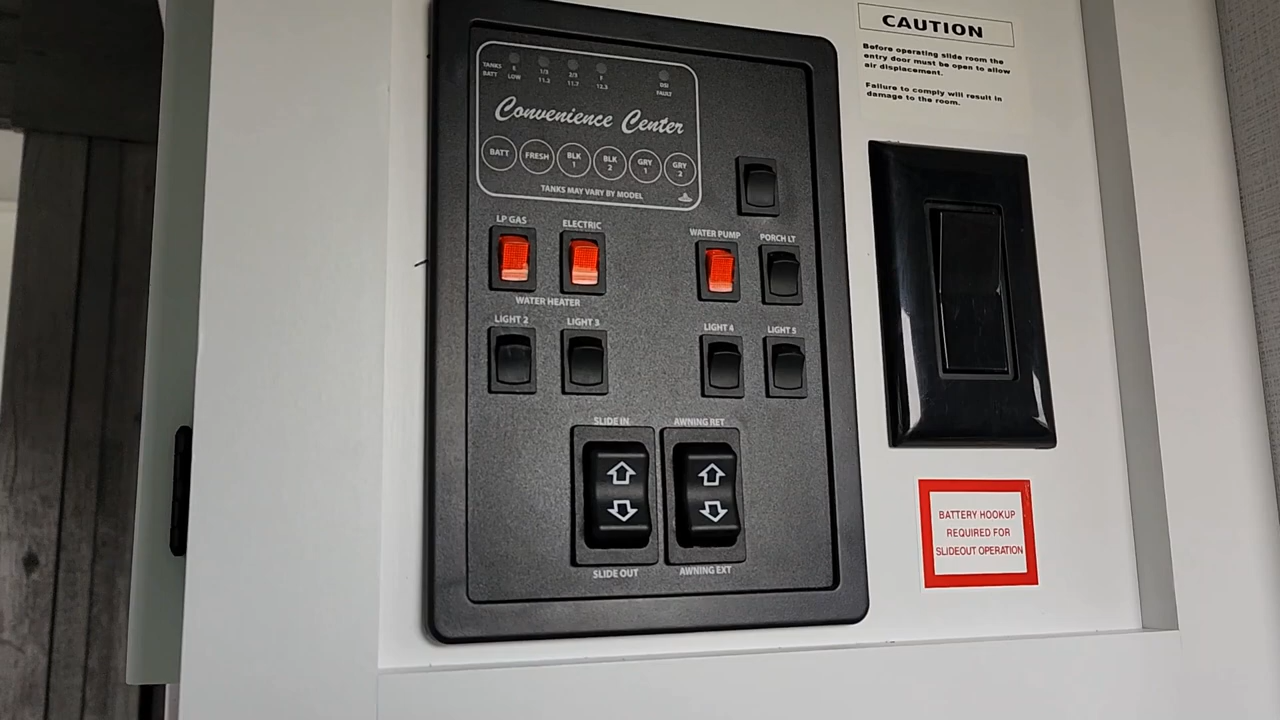 TANKS E 1/3 2/3 F
BATT LOW 11.2 11.7 12.3
DSI
FAULT
Convenience Center
BATT FRESH BLK 1 BLK 2 GRY 1 GRY 2
TANKS MAY VARY BY MODEL
LP GAS ELECTRIC
WATER HEATER
WATER PUMP PORCH LT
LIGHT 2 LIGHT 3 LIGHT 4 LIGHT 5
SLIDE IN AWNING RET
SLIDE OUT AWNING EXT
CAUTION
Before operating slide room the
entry door must be open to allow
air displacement.
Failure to comply will result in
damage to the room.
BATTERY HOOKUP
REQUIRED FOR
SLIDEOUT OPERATION